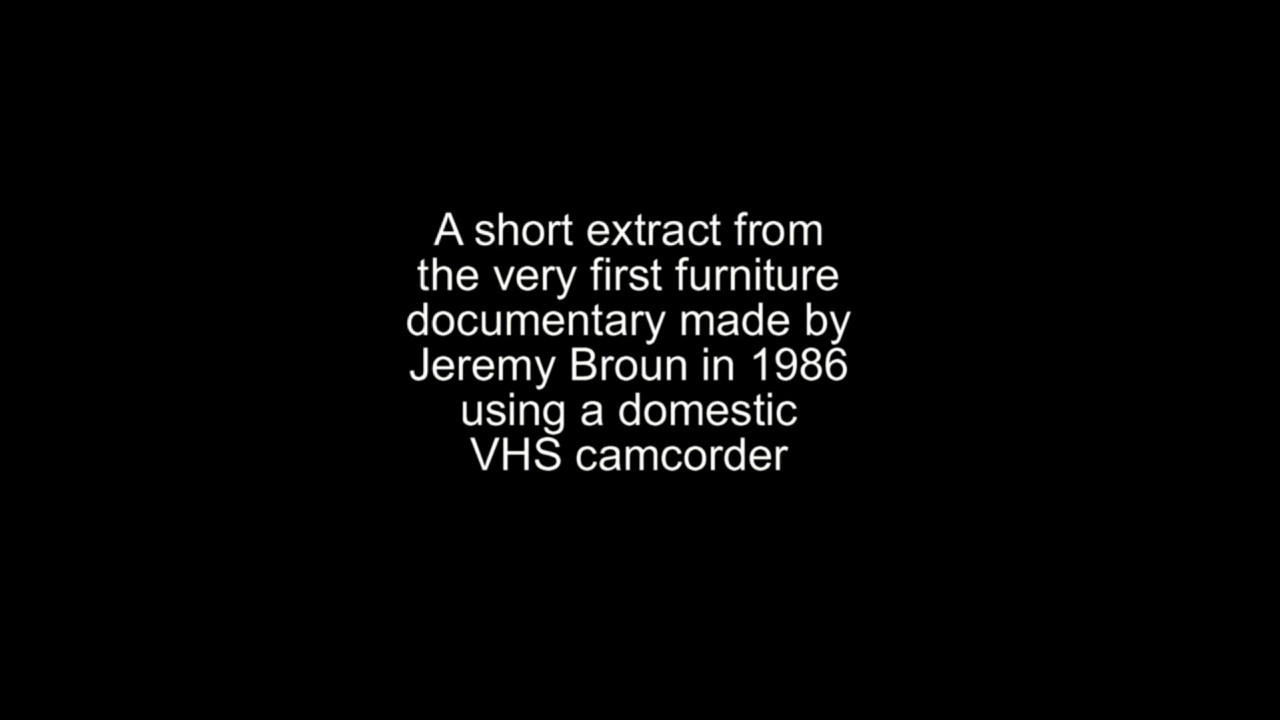 A short extract from
the very first furniture
documentary made by
Jeremy Broun in 1986
using a domestic
VHS camcorder